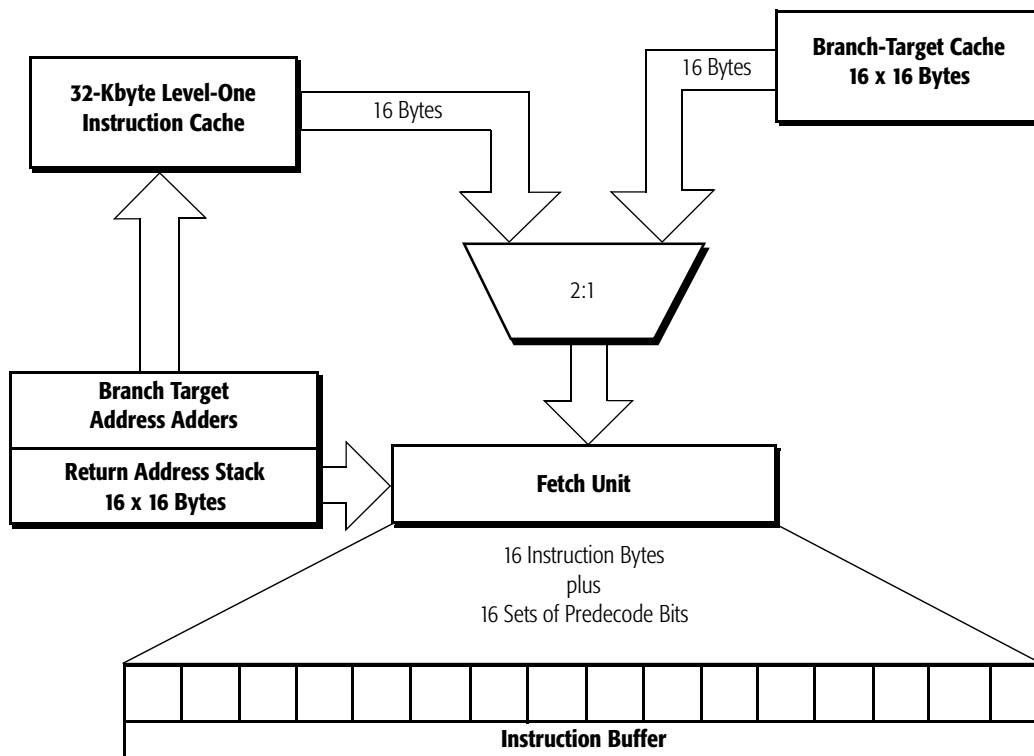 32-Kbyte Level-One
Instruction Cache
16 Bytes
16 Bytes
Branch-Target Cache
16 x 16 Bytes
2:1
Branch Target
Address Adders
Return Address Stack
16 x 16 Bytes
Fetch Unit
16 Instruction Bytes
plus
16 Sets of Predecode Bits
Instruction Buffer